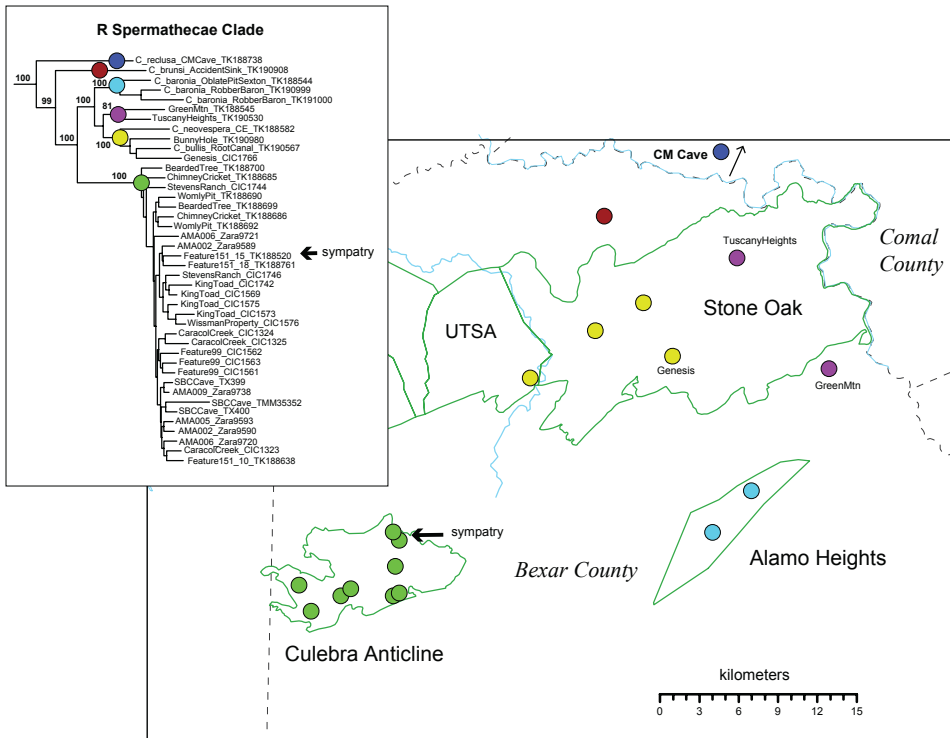 R Spermathecae Clade
C_reclusa_CMCave_TK188738
C_brunsi_AccidentSink_TK190908
100
C_baronia_OblatePitSexton_TK188544
100
C_baronia_RobberBaron_TK190999
C_baronia_RobberBaron_TK191000
99
100
81
GreenMtn_TK188545
TuscanyHeights_TK190530
C_neovespera_CE_TK188582
100
BunnyHole_TK190980
100
C_bullis_RootCanal_TK190567
Genesis_CIC1766
BeardedTree_TK188700
100
ChimneyCricket_TK188685
StevensRanch_CIC1744
WomlyPit_TK188690
BeardedTree_TK188699
ChimneyCricket_TK188686
WomlyPit_TK188692
AMA006_Zara9721
AMA002_Zara9589
Feature151_15_TK188520
sympatry
Feature151_18_TK188761
StevensRanch_CIC1746
KingToad_CIC1742
KingToad_CIC1569
KingToad_CIC1575
KingToad_CIC1573
WissmanProperty_CIC1576
CaracolCreek_CIC1324
CaracolCreek_CIC1325
Feature99_CIC1562
Feature99_CIC1563
Feature99_CIC1561
SBCCave_TX399
AMA009_Zara9738
SBCCave_TMM35352
SBCCave_TX400
AMA005_Zara9593
AMA002_Zara9590
AMA006_Zara9720
CaracolCreek_CIC1323
Feature151_10_TK188638
CM Cave
TuscanyHeights
Comal
County
Stone Oak
UTSA
Genesis
GreenMtn
sympatry
Bexar County
Alamo Heights
Culebra Anticline
kilometers
0 3 6 9 12 15